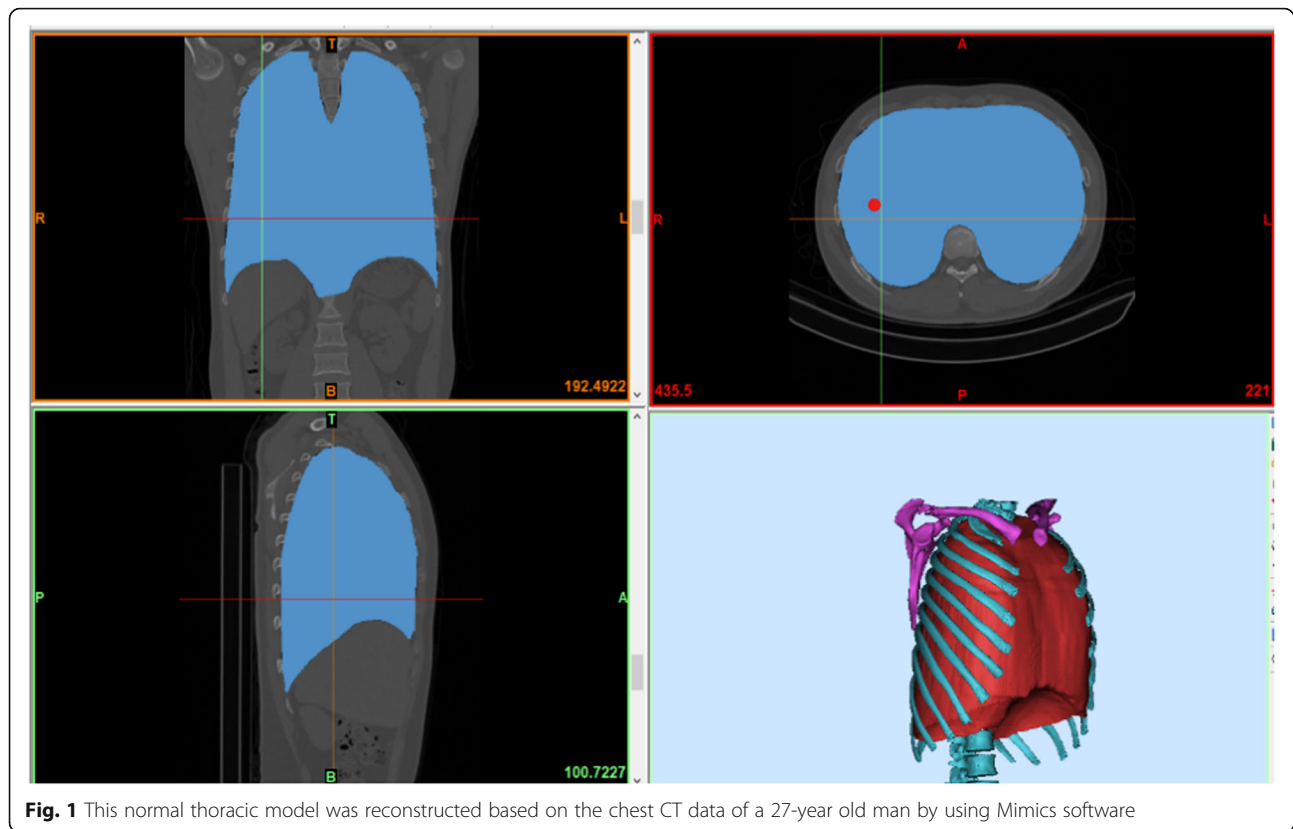 T
R
L
B
192.4922
A
R
L
435.5
P
221
T
P
A
B
100.7227
Fig. 1 This normal thoracic model was reconstructed based on the chest CT data of a 27-year old man by using Mimics software